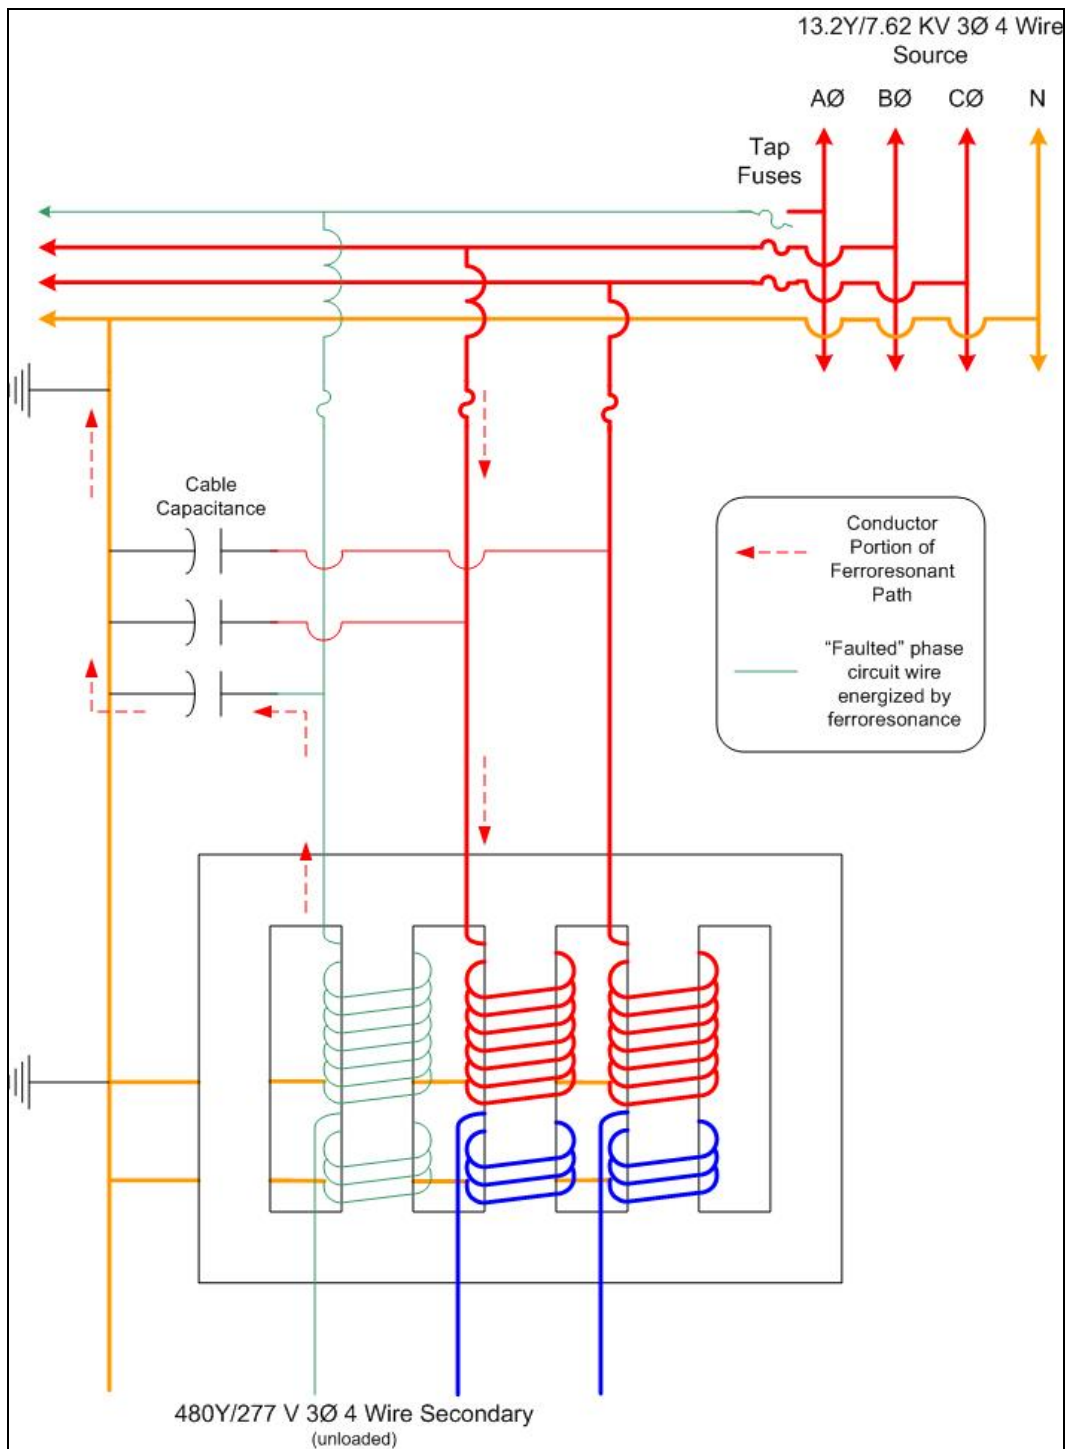 13.2Y/7.62 KV 3Ø 4 Wire
Source
AØ BØ CØ N
Tap
Fuses
Cable
Capacitance
Conductor
Portion of
Ferroresonant
Path
“Faulted” phase
circuit wire
energized by
ferroresonance
480Y/277 V 3Ø 4 Wire Secondary
(unloaded)